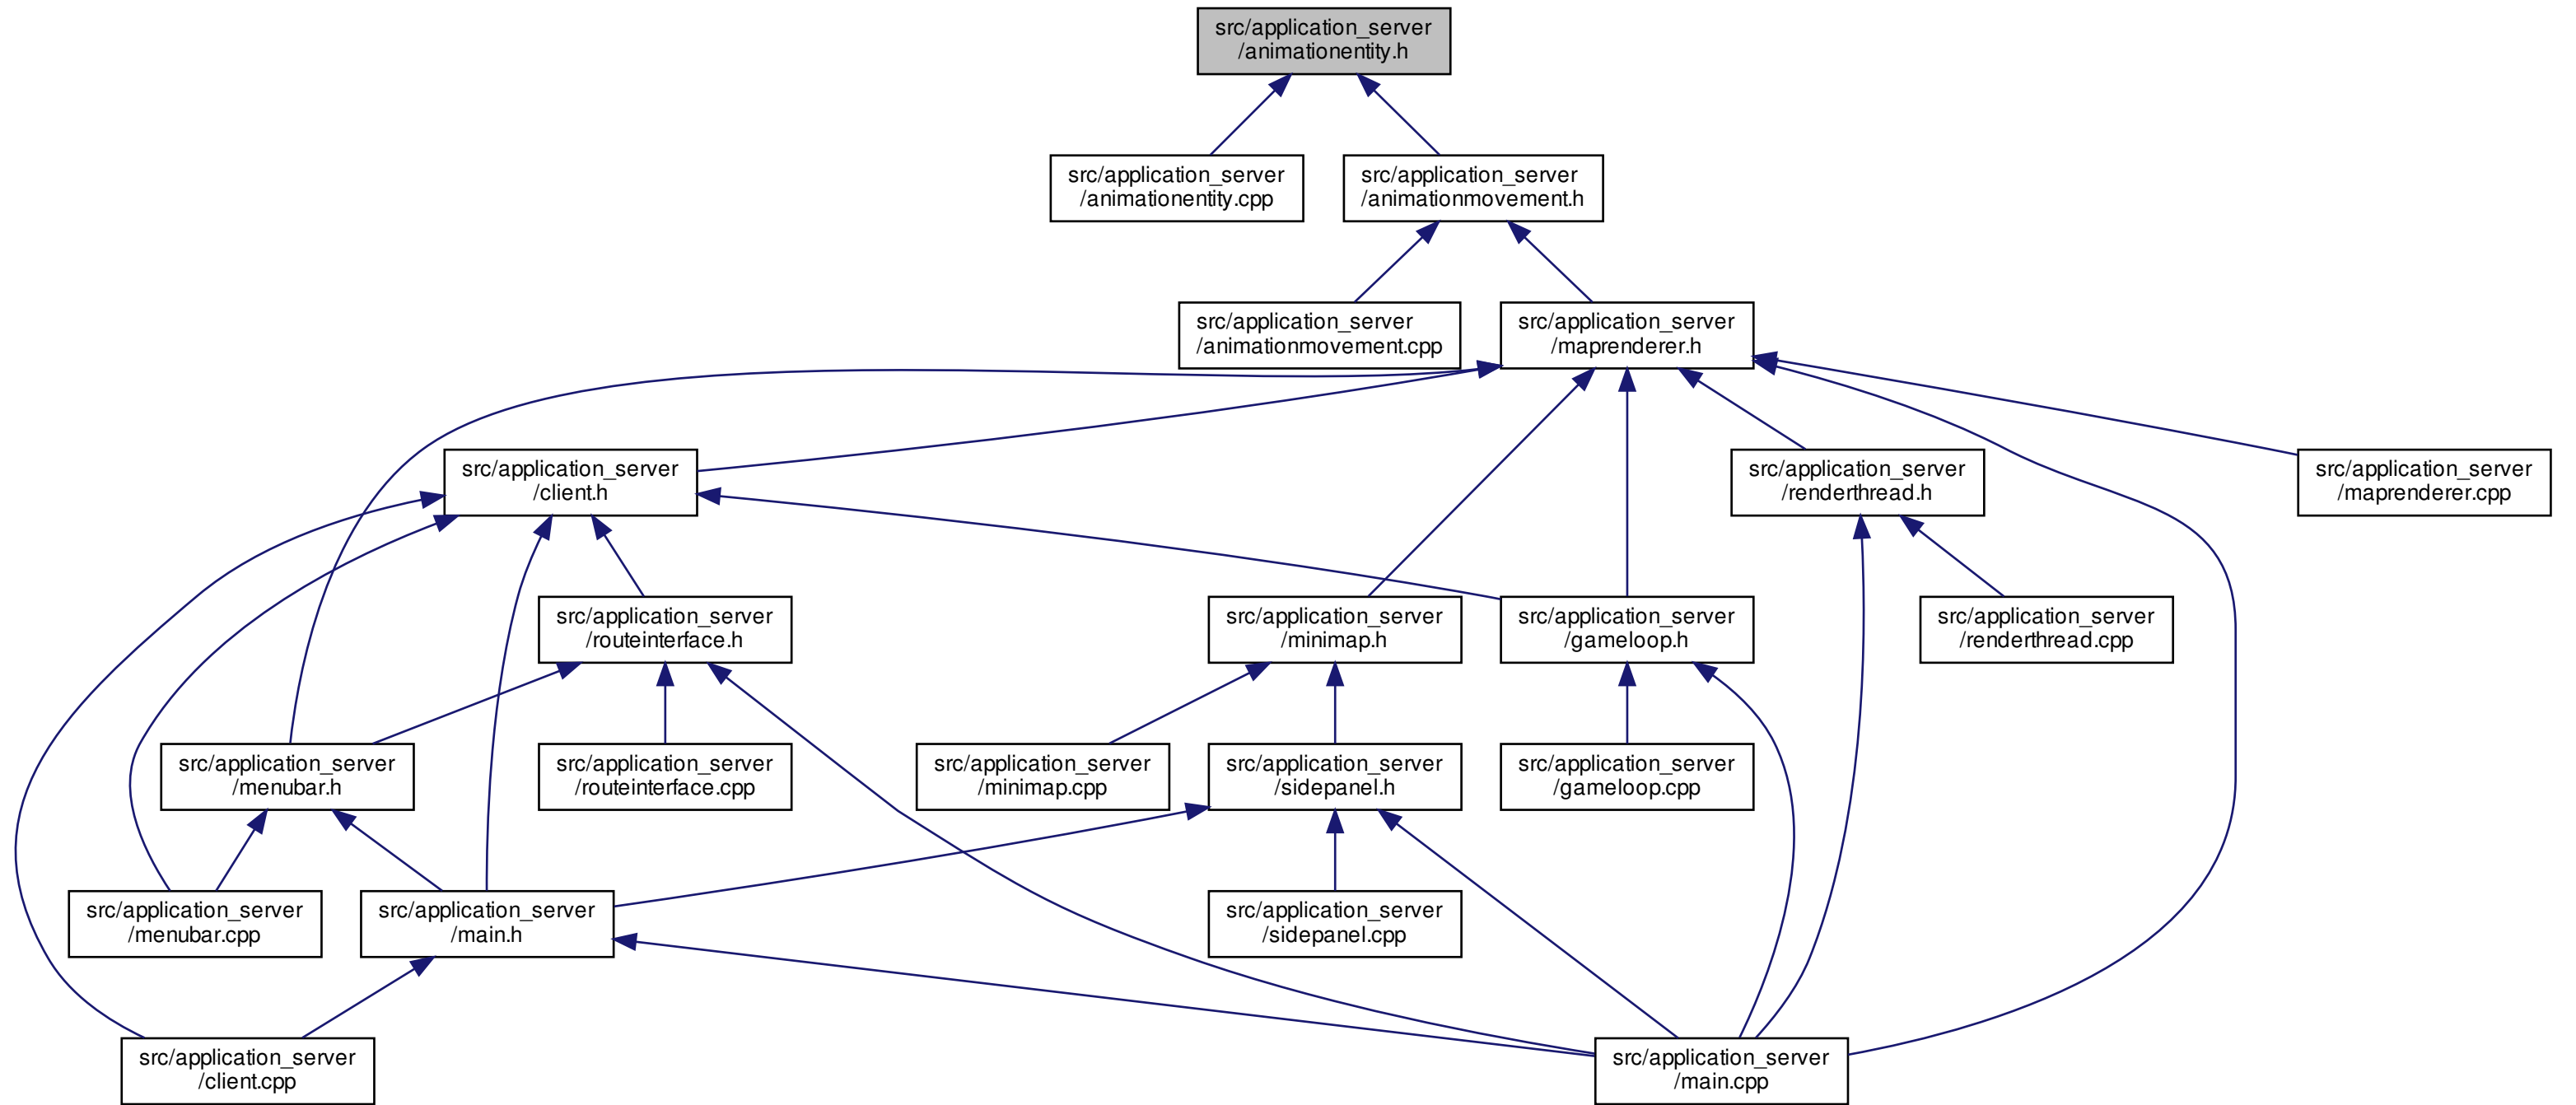 src/application_server
/animationentity.h
src/application_server
/animationentity.cpp
src/application_server
/animationmovement.h
src/application_server
/animationmovement.cpp
src/application_server
/maprenderer.h
src/application_server
/client.h
src/application_server
/renderthread.h
src/application_server
/maprenderer.cpp
src/application_server
/routeinterface.h
src/application_server
/minimap.h
src/application_server
/gameloop.h
src/application_server
/renderthread.cpp
src/application_server
/menubar.h
src/application_server
/routeinterface.cpp
src/application_server
/minimap.cpp
src/application_server
/sidepanel.h
src/application_server
/gameloop.cpp
src/application_server
/menubar.cpp
src/application_server
/main.h
src/application_server
/sidepanel.cpp
src/application_server
/client.cpp
src/application_server
/main.cpp